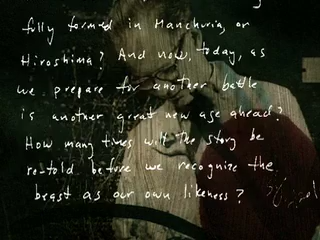 fully formed in Manchuria, or
Hiroshima? And now, today, as
we prepare for another battle
is another great new age ahead?
How many times will the story be
re-told before we recognize the
beast as our own likeness?